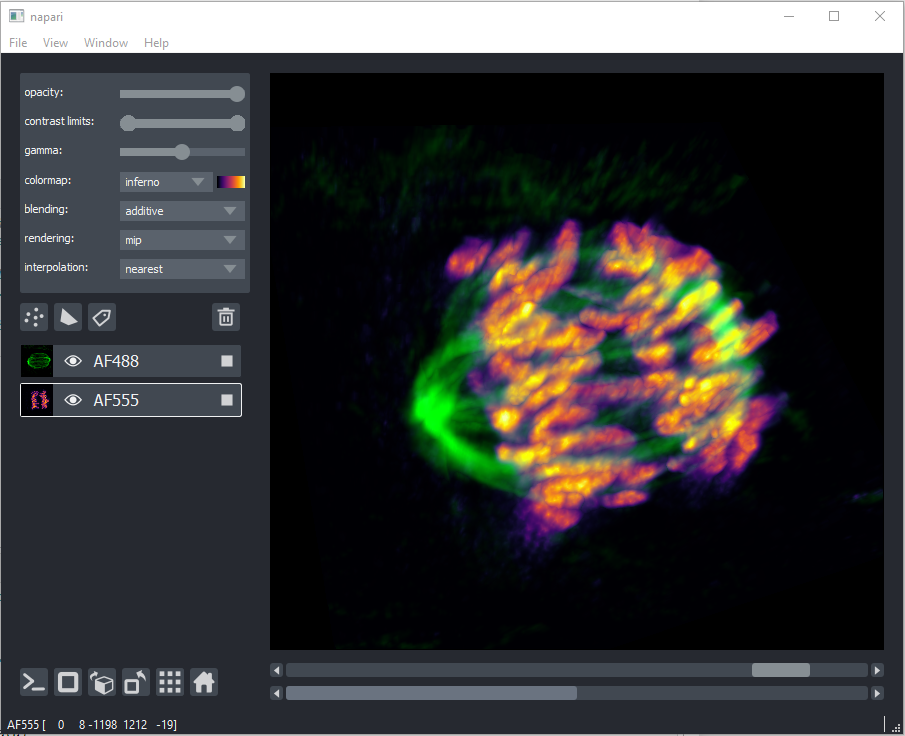 napari
File View Window Help
opacity:
contrast limits:
gamma:
colormap: inferno
blending: additive
rendering: mip
interpolation: nearest
AF488
AF555
AF555 [ 0 8 -1198 1212 -19]